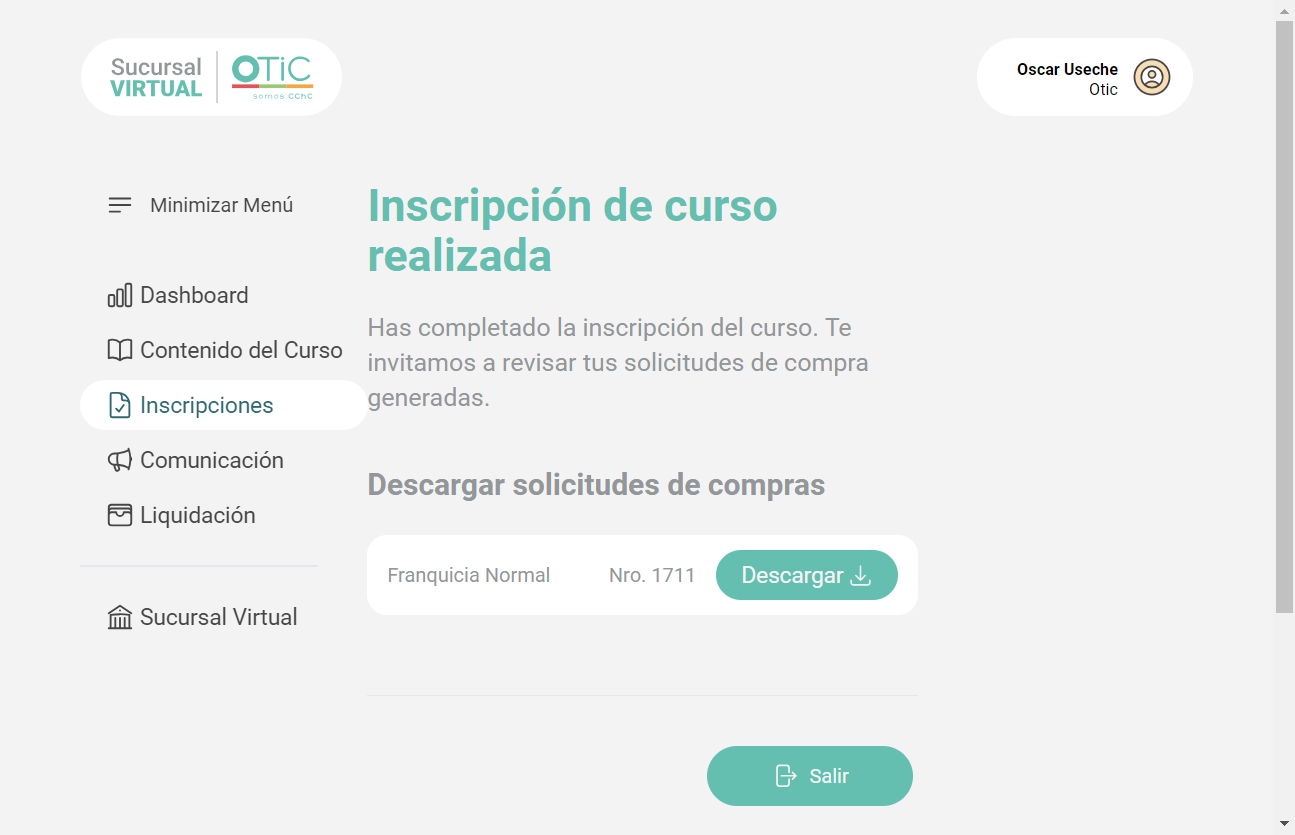 Sucursal
VIRTUAL
OTiC
somos CChC
Oscar Useche
Otic
Minimizar Menú
Dashboard
Contenido del Curso
Inscripciones
Comunicación
Liquidación
Sucursal Virtual
Inscripción de curso
realizada
Has completado la inscripción del curso. Te
invitamos a revisar tus solicitudes de compra
generadas.
Descargar solicitudes de compras
Franquicia Normal
Nro. 1711
Descargar
Salir